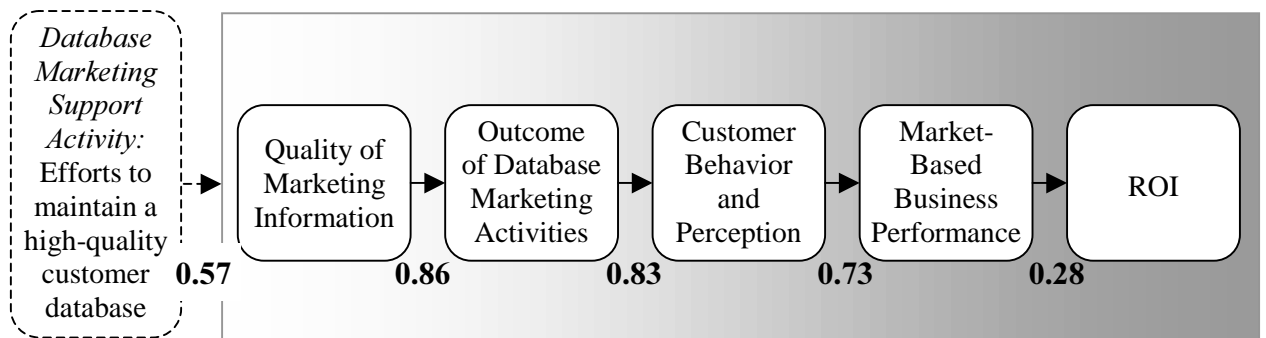 Database
Marketing
Support
Activity:
Efforts to
maintain a
high-quality
customer
database
0.57
Quality of
Marketing
Information
0.86
Outcome
of Database
Marketing
Activities
0.83
Customer
Behavior
and
Perception
0.73
Market-
Based
Business
Performance
0.28
ROI